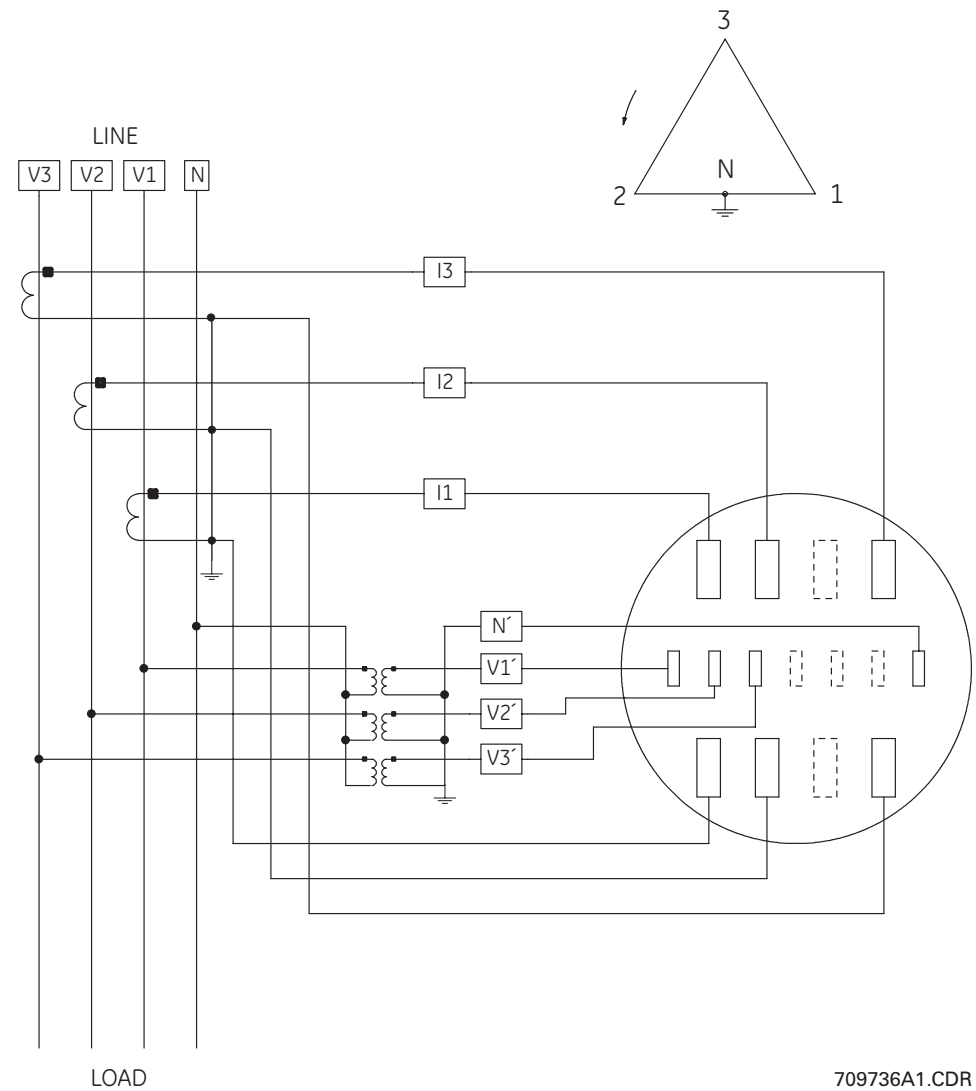 3
N
2 1
LINE
V3 V2 V1 N
I3
I2
I1
N´
V1´
V2´
V3´
LOAD
709736A1.CDR